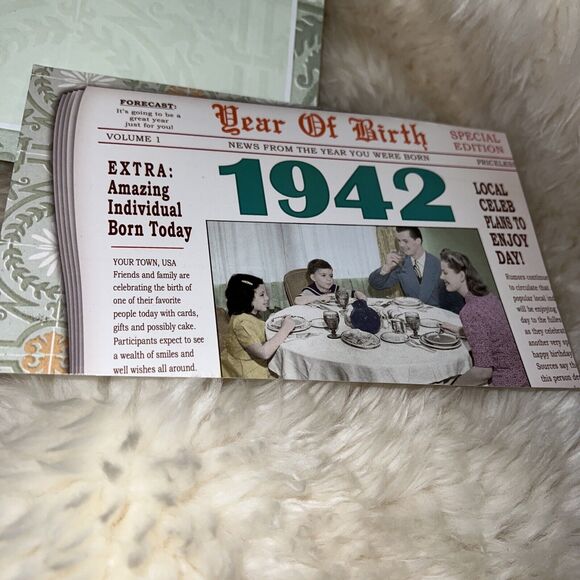 FORECAST:
It's going to be a
great year
just for you!
Year Of Birth
SPECIAL
EDITION
VOLUME 1
NEWS FROM THE YEAR YOU WERE BORN
PRICELESS
1942
EXTRA:
Amazing
Individual
Born Today
YOUR TOWN, USA
Friends and family are
celebrating the birth of
one of their favorite
people today with cards,
gifts and possibly cake.
Participants expect to see
a wealth of smiles and
well wishes all around.
LOCAL
CELEB
PLANS TO
ENJOY
DAY!
Rumors continue
to circulate that
popular local
will be enjoying
day to the
as they celebrate
another very
happy birthday
Sources say
this person